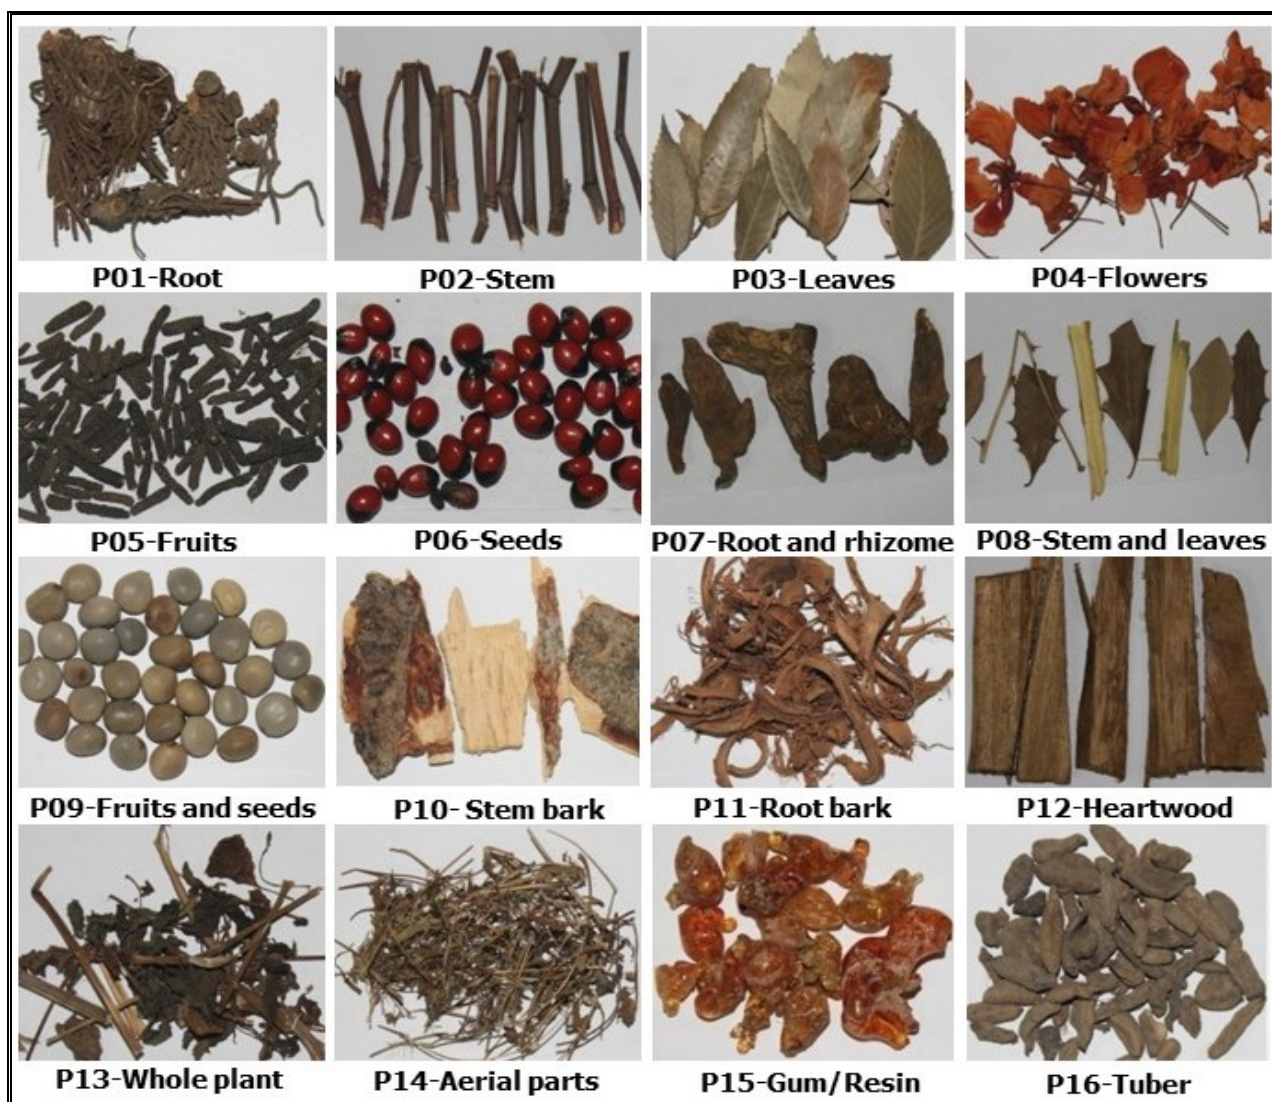 P01-Root
P02-Stem
P03-Leaves
P04-Flowers
P05-Fruits
P06-Seeds
P07-Root and rhizome
P08-Stem and leaves
P09-Fruits and seeds
P10- Stem bark
P11-Root bark
P12-Heartwood
P13-Whole plant
P14-Aerial parts
P15-Gum/Resin
P16-Tuber